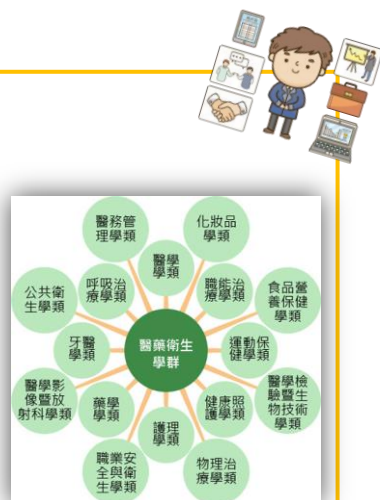 醫務管
理學類
化妝品
學類
醫學
學類
公共衛
生學類
呼吸治
療學類
職能治
療學類
食品營
養保健
學類
牙醫
學類
醫藥衛生
學群
運動保
健學類
醫學影
像暨放
射科學類
藥學
學類
護理
學類
健康照
護學類
醫學檢
驗暨生
物技術
學類
職業安
全與衛
生學類
物理治
療學類